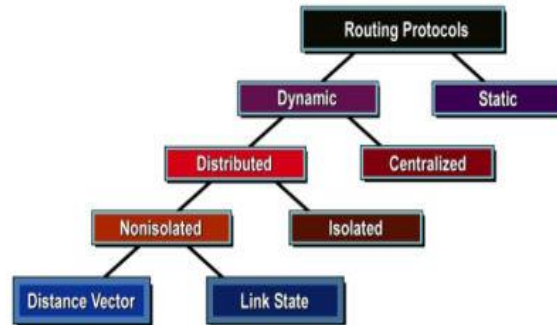 Routing Protocols
Dynamic
Static
Distributed
Centralized
Nonisolated
Isolated
Distance Vector
Link State